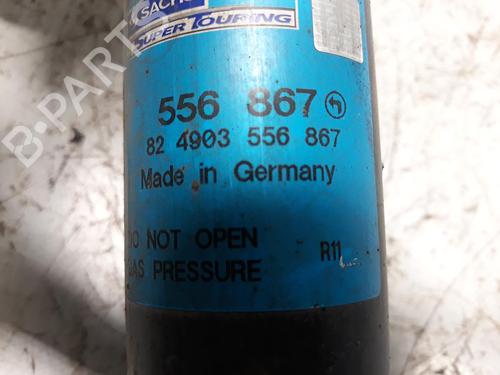 SACHS
SUPER TOURING
556 867
82 4903 556 867
Made in Germany
DO NOT OPEN
GAS PRESSURE
R11
B-PARTS